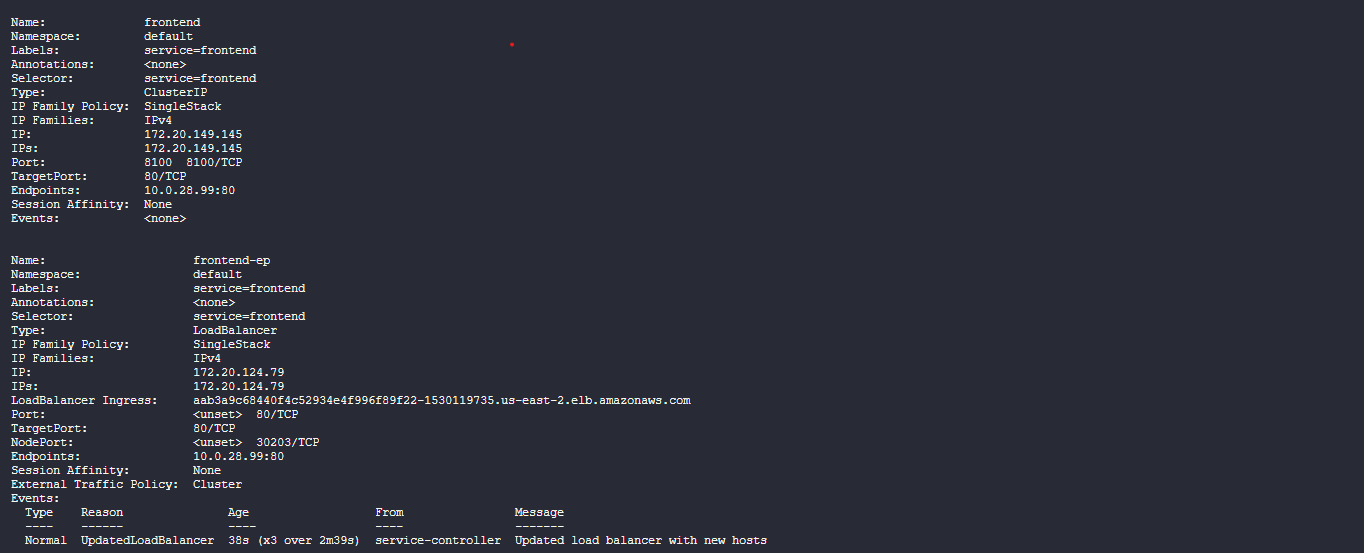 Name:                     frontend
Namespace:                default
Labels:                   service=frontend
Annotations:              <none>
Selector:                 service=frontend
Type:                     ClusterIP
IP Family Policy:  SingleStack
IP Families:              IPv4
IP:                       172.20.149.145
IPs:                      172.20.149.145
Port:                     8100  8100/TCP
TargetPort:               80/TCP
Endpoints:                10.0.28.99:80
Session Affinity:  None
Events:                   <none>
Name:                     frontend-ep
Namespace:                default
Labels:                   service=frontend
Annotations:              <none>
Selector:                 service=frontend
Type:                     LoadBalancer
IP Family Policy:         SingleStack
IP Families:              IPv4
IP:                       172.20.124.79
IPs:                      172.20.124.79
LoadBalancer Ingress:     aab3a9c68440f4c52934e4f996f89f22-1530119735.us-east-2.elb.amazonaws.com
Port:                     <unset>  80/TCP
TargetPort:               80/TCP
NodePort:                 <unset>  30203/TCP
Endpoints:                10.0.28.99:80
Session Affinity:         None
External Traffic Policy:  Cluster
Events:
  Type    Reason               Age                  From                Message
  ----    ------               ----                 ----                -------
  Normal  UpdatedLoadBalancer  38s (x3 over 2m39s)  service-controller  Updated load balancer with new hosts